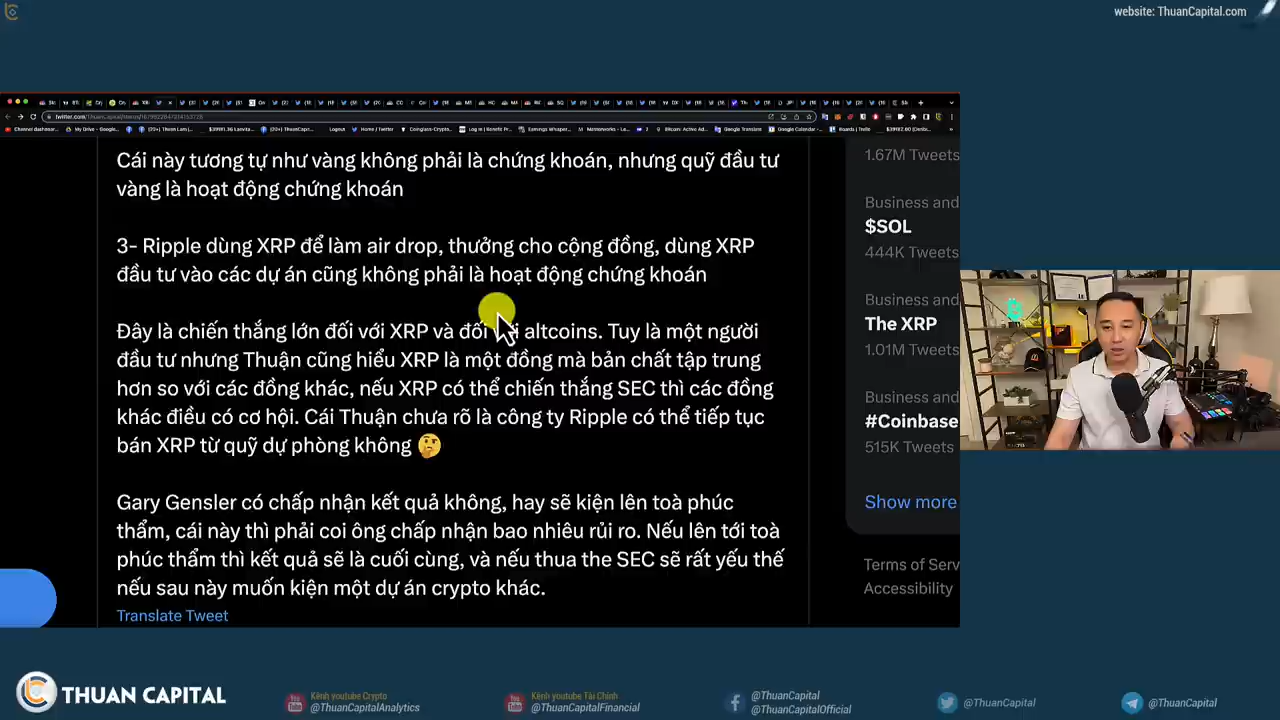 website: ThuanCapital.com
Cái này tương tự như vàng không phải là chứng khoán, nhưng quỹ đầu tư
vàng là hoạt động chứng khoán
3- Ripple dùng XRP để làm air drop, thưởng cho cộng đồng, dùng XRP
đầu tư vào các dự án cũng không phải là hoạt động chứng khoán
Đây là chiến thắng lớn đối với XRP và đối altcoins. Tuy là một người
đầu tư nhưng Thuận cũng hiểu XRP là một đồng mà bản chất tập trung
hơn so với các đồng khác, nếu XRP có thể chiến thắng SEC thì các đồng
khác điều có cơ hội. Cái Thuận chưa rõ là công ty Ripple có thể tiếp tục
bán XRP từ quỹ dự phòng không 🤔
Gary Gensler có chấp nhận kết quả không, hay sẽ kiện lên toà phúc
thẩm, cái này thì phải coi ông chấp nhận bao nhiêu rủi ro. Nếu lên tới toà
phúc thẩm thì kết quả sẽ là cuối cùng, và nếu thua the SEC sẽ rất yếu thế
nếu sau này muốn kiện một dự án crypto khác.
Translate Tweet
1.67M Tweets
Business and
$SOL
444K Tweets
Business and
The XRP
1.01M Tweets
Business and
#Coinbase
515K Tweets
Show more
Terms of Serv
Accessibility
THUAN CAPITAL
Kênh youtube Crypto
@ThuanCapitalAnalytics
Kênh youtube Tài Chính
@ThuanCapitalFinancial
@ThuanCapital
@ThuanCapitalOfficial
@ThuanCapital
@ThuanCapital